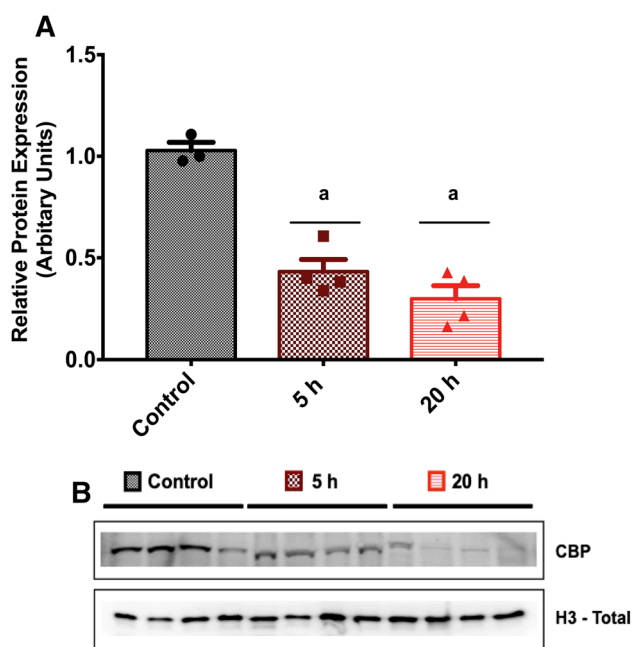 A
Relative Protein Expression
(Arbitary Units)
1.5
1.0
0.5
0.0
a
a
Control
5 h
20 h
B
Control
5 h
20 h
CBP
H3 - Total